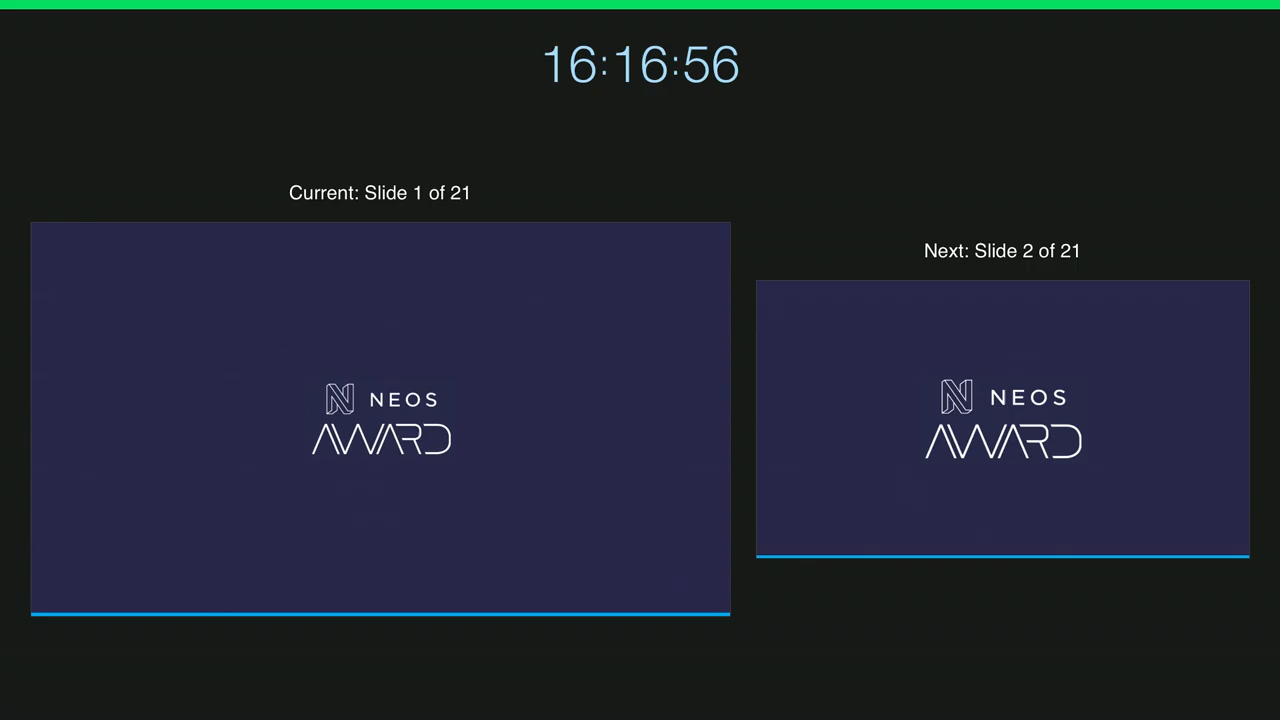 16:16:56
Current: Slide 1 of 21
NEOS
AWARD
Next: Slide 2 of 21
NEOS
AWARD